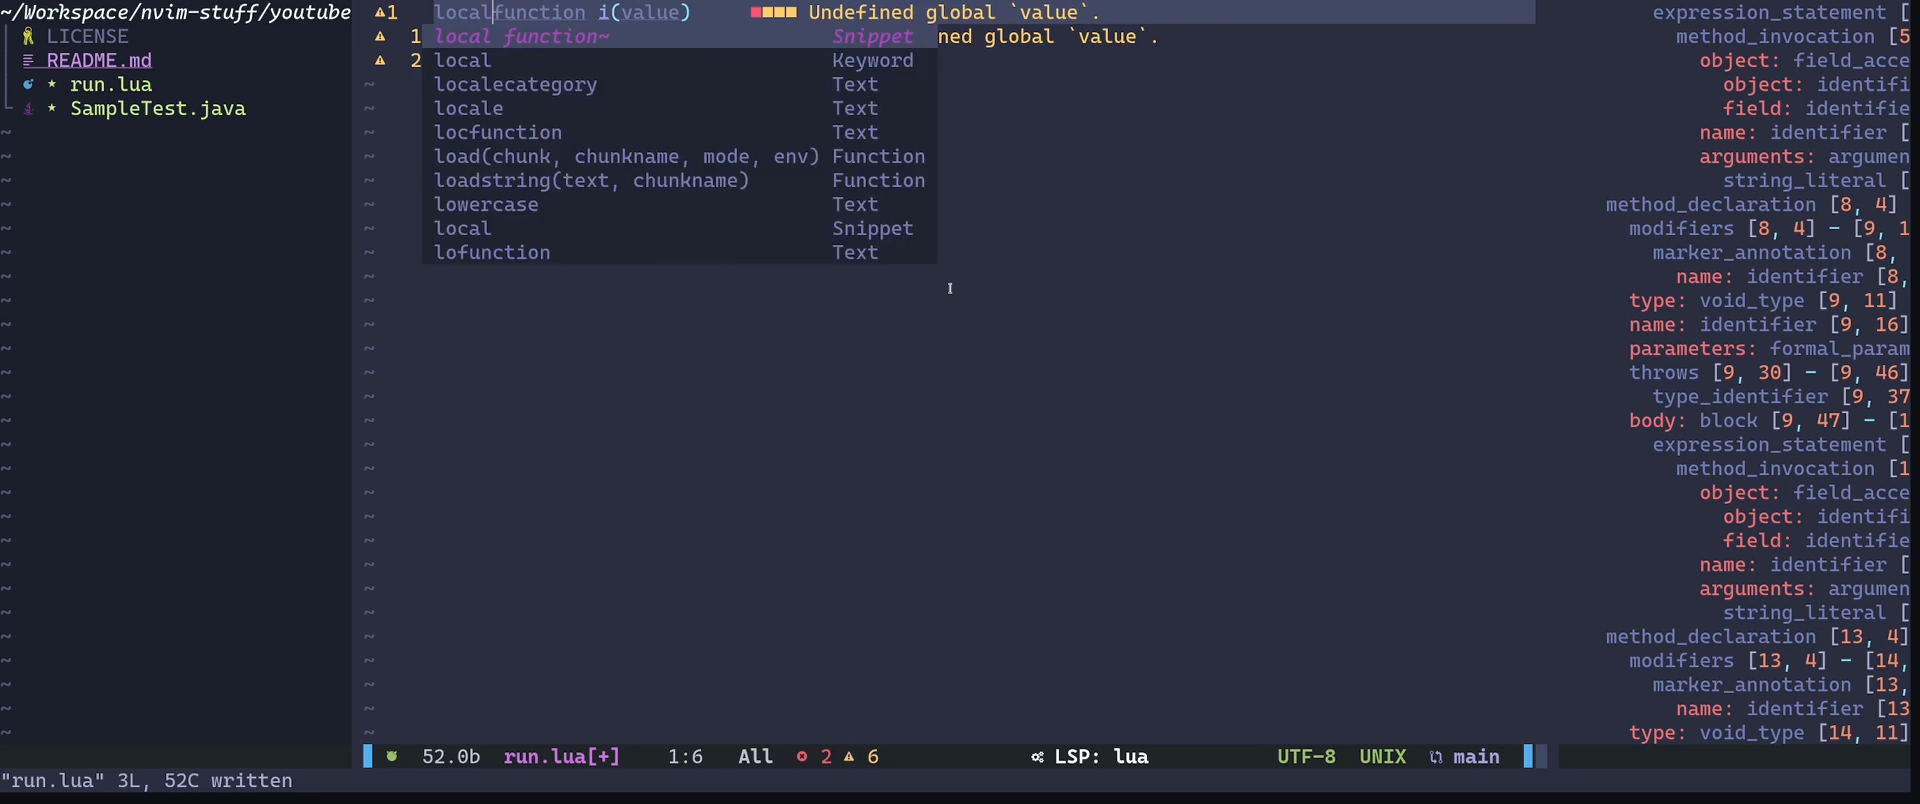 ~/Workspace/nvim-stuff/youtube
LICENSE
README.md
* run.lua
* SampleTest.java
1 localfunction i(value) ■■■■ Undefined global `value`.
1 local function~ Snippet ned global `value`.
2 local Keyword
~ localecategory Text
~ locale Text
~ locfunction Text
~ load(chunk, chunkname, mode, env) Function
~ loadstring(text, chunkname) Function
~ lowercase Text
~ local Snippet
~ lofunction Text
expression_statement [
method_invocation [5
object: field_acce
object: identifi
field: identifie
name: identifier [
arguments: argumen
string_literal [
method_declaration [8, 4]
modifiers [8, 4] - [9, 1
marker_annotation [8,
name: identifier [8,
type: void_type [9, 11]
name: identifier [9, 16]
parameters: formal_param
throws [9, 30] - [9, 46]
type_identifier [9, 37
body: block [9, 47] - [1
expression_statement [
method_invocation [1
object: field_acce
object: identifi
field: identifie
name: identifier [
arguments: argumen
string_literal [
method_declaration [13, 4]
modifiers [13, 4] - [14,
marker_annotation [13,
name: identifier [13
type: void_type [14, 11]
52.0b run.lua[+] 1:6 All 2 6 LSP: lua UTF-8 UNIX main
"run.lua" 3L, 52C written